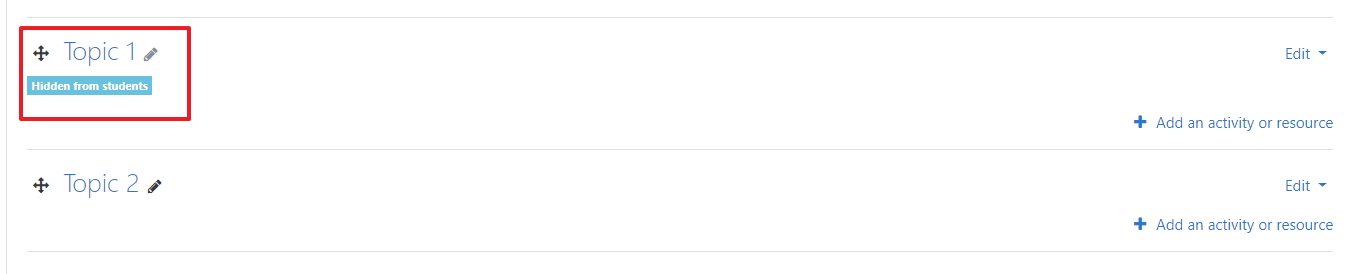 Topic 1
Edit
Hidden from students
Add an activity or resource
Topic 2
Edit
Add an activity or resource